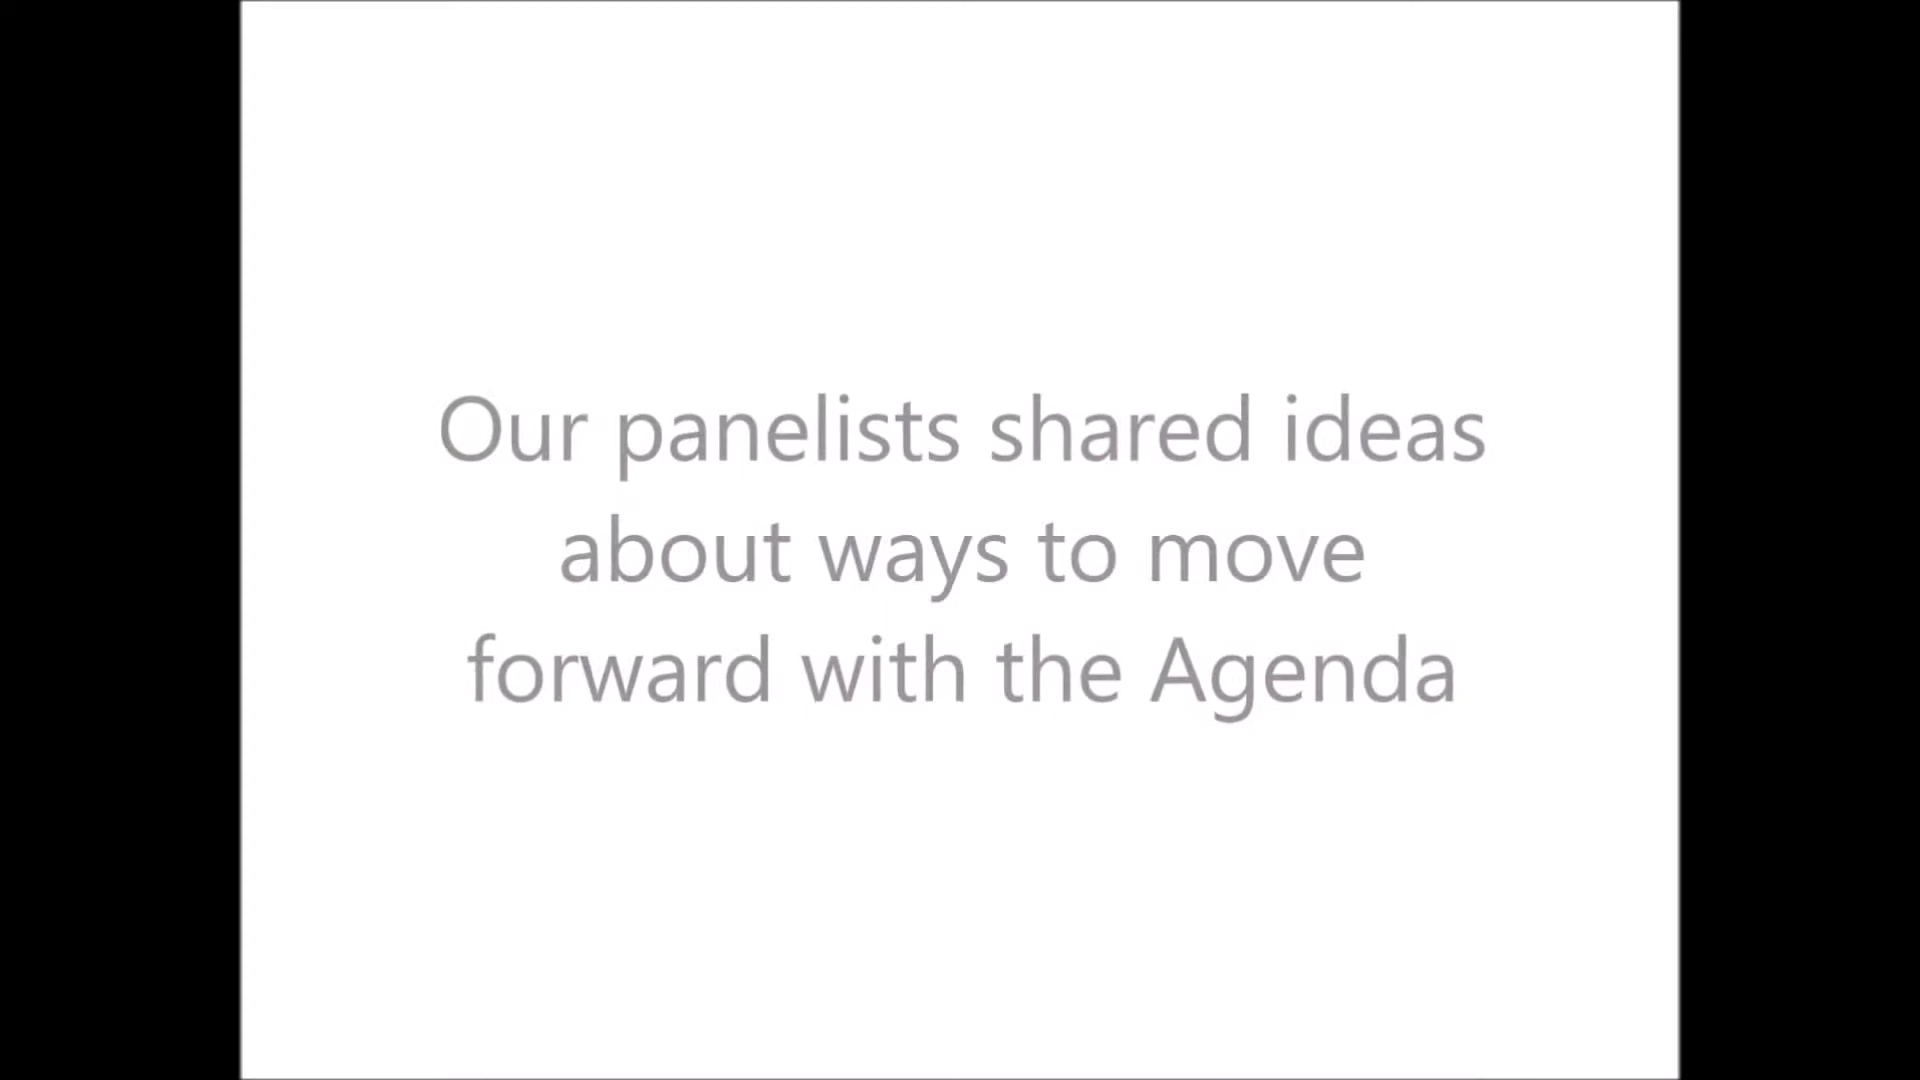 Our panelists shared ideas
about ways to move
forward with the Agenda